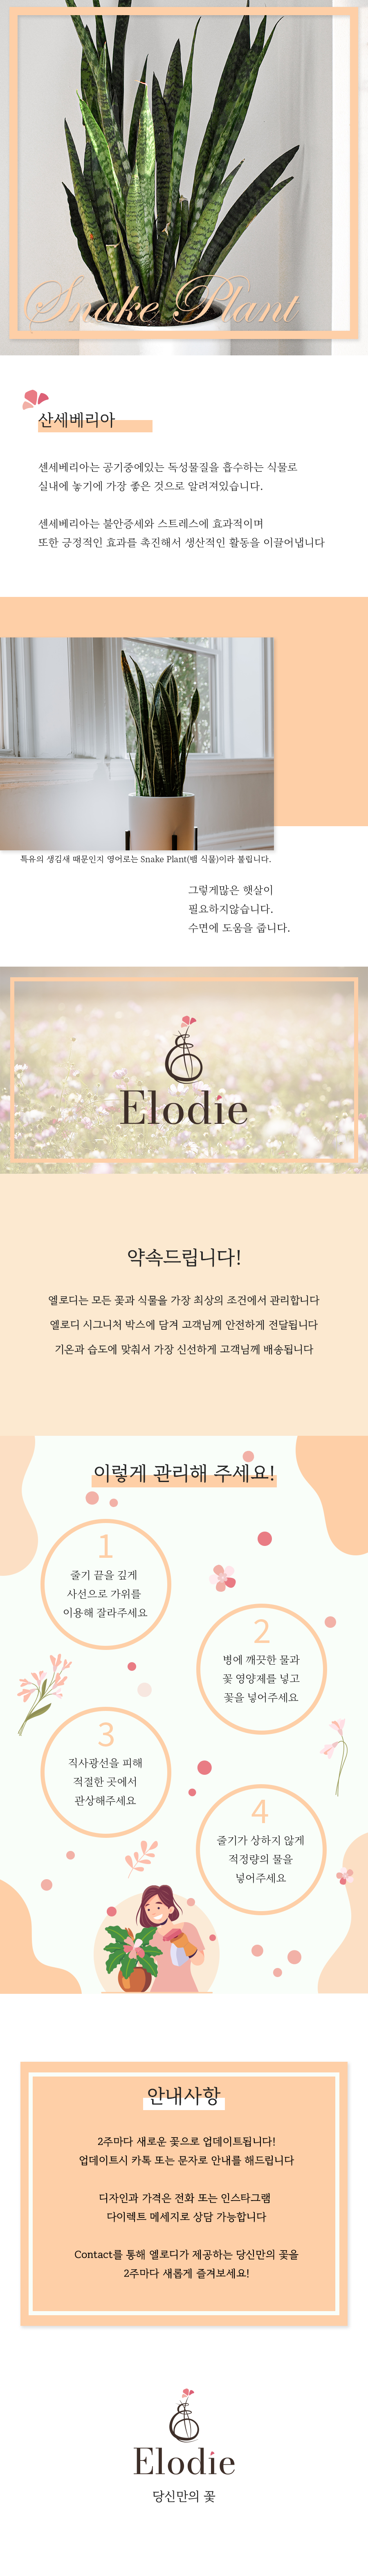 Snake Plant
산세베리아
센세베리아는 공기중에있는 독성물질을 흡수하는 식물로
실내에 놓기에 가장 좋은 것으로 알려져있습니다.
센세베리아는 불안증세와 스트레스에 효과적이며
또한 긍정적인 효과를 촉진해서 생산적인 활동을 이끌어냅니다
특유의 생김새 때문인지 영어로는 Snake Plant(뱀 식물)이라 불립니다.
그렇게많은 햇살이
필요하지않습니다.
수면에 도움을 줍니다.
Elodie
약속드립니다!
엘로디는 모든 꽃과 식물을 가장 최상의 조건에서 관리합니다
엘로디 시그니처 박스에 담겨 고객님께 안전하게 전달됩니다
기온과 습도에 맞춰서 가장 신선하게 고객님께 배송됩니다
이렇게 관리해 주세요!
1
줄기 끝을 깊게
사선으로 가위를
이용해 잘라주세요
2
병에 깨끗한 물과
꽃 영양제를 넣고
꽃을 넣어주세요
3
직사광선을 피해
적절한 곳에서
관상해주세요
4
줄기가 상하지 않게
적정량의 물을
넣어주세요
안내사항
2주마다 새로운 꽃으로 업데이트됩니다!
업데이트시 카톡 또는 문자로 안내를 해드립니다
디자인과 가격은 전화 또는 인스타그램
다이렉트 메세지로 상담 가능합니다
Contact를 통해 엘로디가 제공하는 당신만의 꽃을
2주마다 새롭게 즐겨보세요!
Elodie
당신만의 꽃